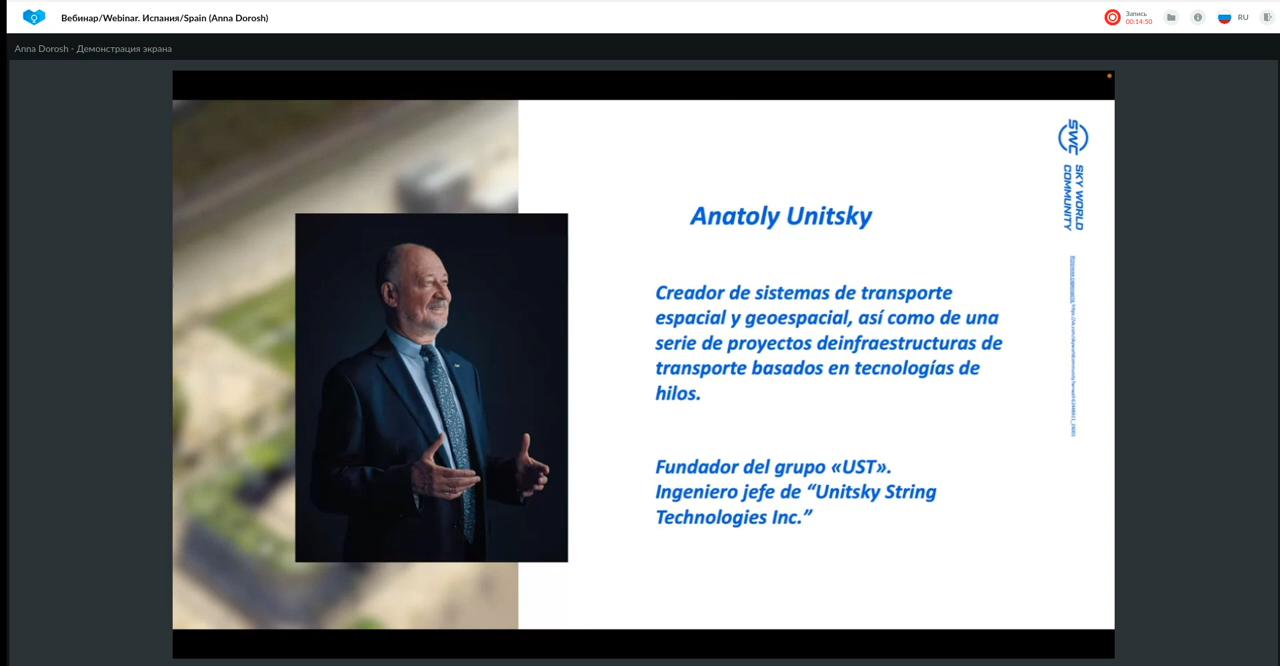 Вебинар/Webinar. Испания/Spain (Anna Dorosh)
Запись
00:14:50
RU
Anna Dorosh - Демонстрация экрана
SWC
SKY WORLD
COMMUNITY
Anatoly Unitsky
Creador de sistemas de transporte
espacial y geoespacial, así como de una
serie de proyectos deinfraestructuras de
transporte basados en tecnologías de
hilos.
Fundador del grupo «UST».
Ingeniero jefe de “Unitsky String
Technologies Inc.”